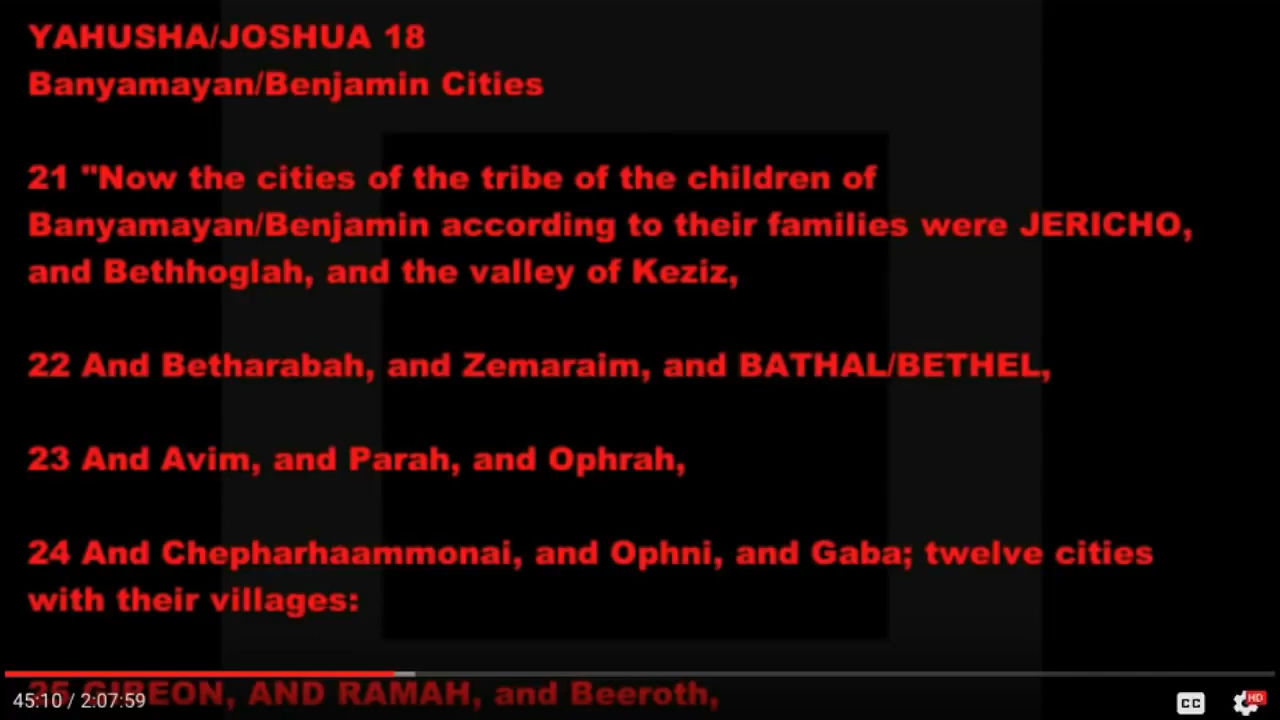 YAHUSHA/JOSHUA 18
Banyamayan/Benjamin Cities
21 "Now the cities of the tribe of the children of
Banyamayan/Benjamin according to their families were JERICHO,
and Bethhoglah, and the valley of Keziz,
22 And Betharabah, and Zemaraim, and BATHAL/BETHEL,
23 And Avim, and Parah, and Ophrah,
24 And Chepharhaammonai, and Ophni, and Gaba; twelve cities
with their villages:
25 GIBEON, AND RAMAH, and Beeroth,
45:10 / 2:07:59
CC
HD